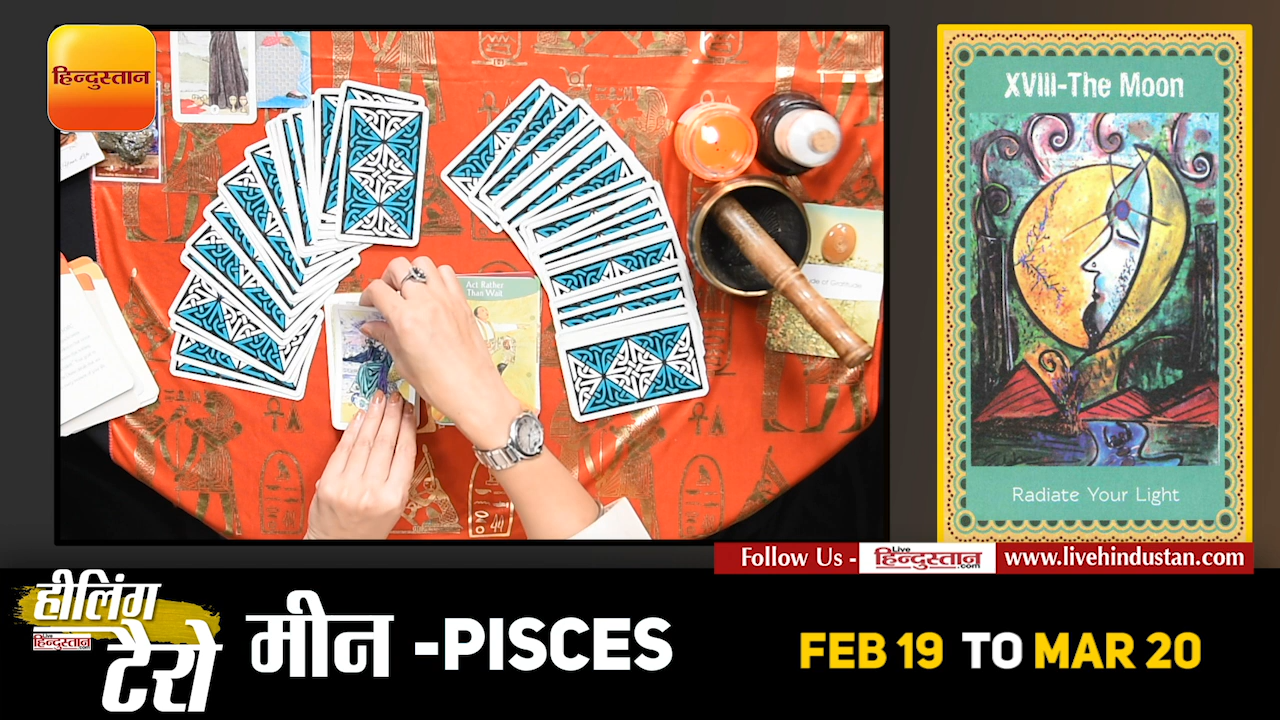 हिन्दुस्तान
Act Rather
Than Wait
XVIII-The Moon
Radiate Your Light
Follow Us -
Live
हिन्दुस्तान
.com
www.livehindustan.com
हीलिंग
Live
हिन्दुस्तान
टैरो
मीन -PISCES
FEB 19 TO MAR 20